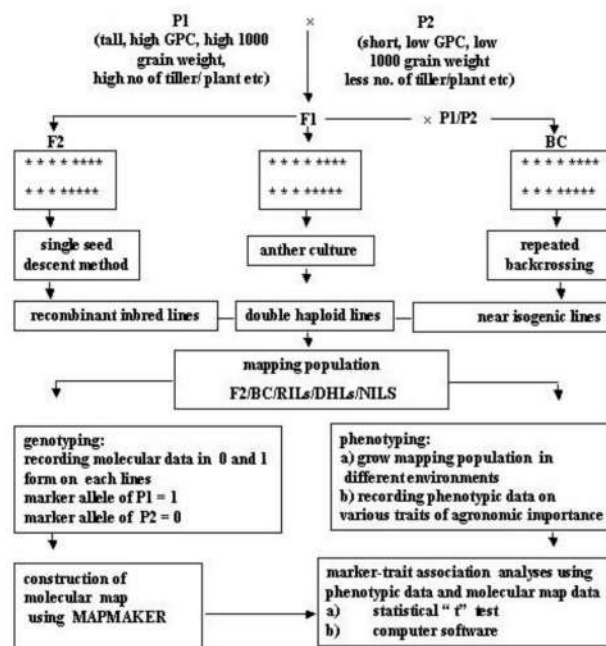 P1
(tall, high GPC, high 1000
grain weight,
high no of tiller/ plant etc)
×
P2
(short, low GPC, low
1000 grain weight
less no. of tiller/plant etc)
F1
× P1/P2
F2
* * * * ****
* * * *****
BC
* * * * ****
* * * *****
* * * * ****
* * * *****
single seed
descent method
anther culture
repeated
backcrossing
recombinant inbred lines
double haploid lines
near isogenic lines
mapping population
F2/BC/RILs/DHLs/NILS
genotyping:
recording molecular data in 0 and 1
form on each lines
marker allele of P1 = 1
marker allele of P2 = 0
phenotyping:
a) grow mapping population in
different environments
b) recording phenotypic data on
various traits of agronomic importance
construction of
molecular map
using MAPMAKER
marker-trait association analyses using
phenotypic data and molecular map data
a) statistical “ t” test
b) computer software